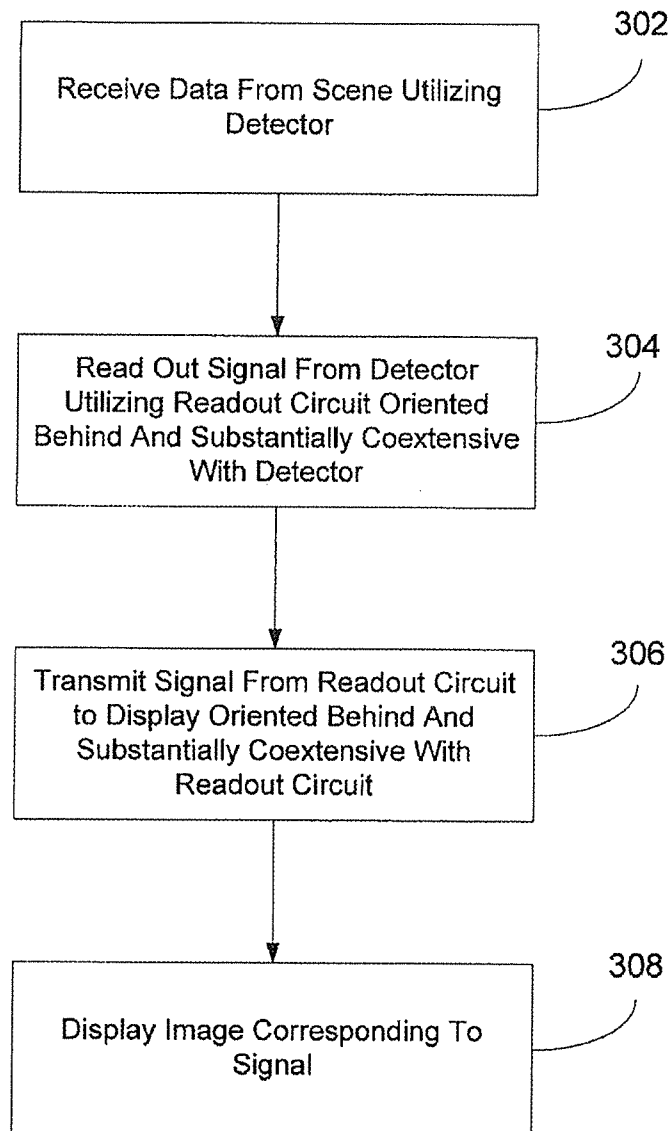 302
Receive Data From Scene Utilizing
Detector
304
Read Out Signal From Detector
Utilizing Readout Circuit Oriented
Behind And Substantially Coextensive
With Detector
306
Transmit Signal From Readout Circuit
to Display Oriented Behind And
Substantially Coextensive With
Readout Circuit
308
Display Image Corresponding To
Signal